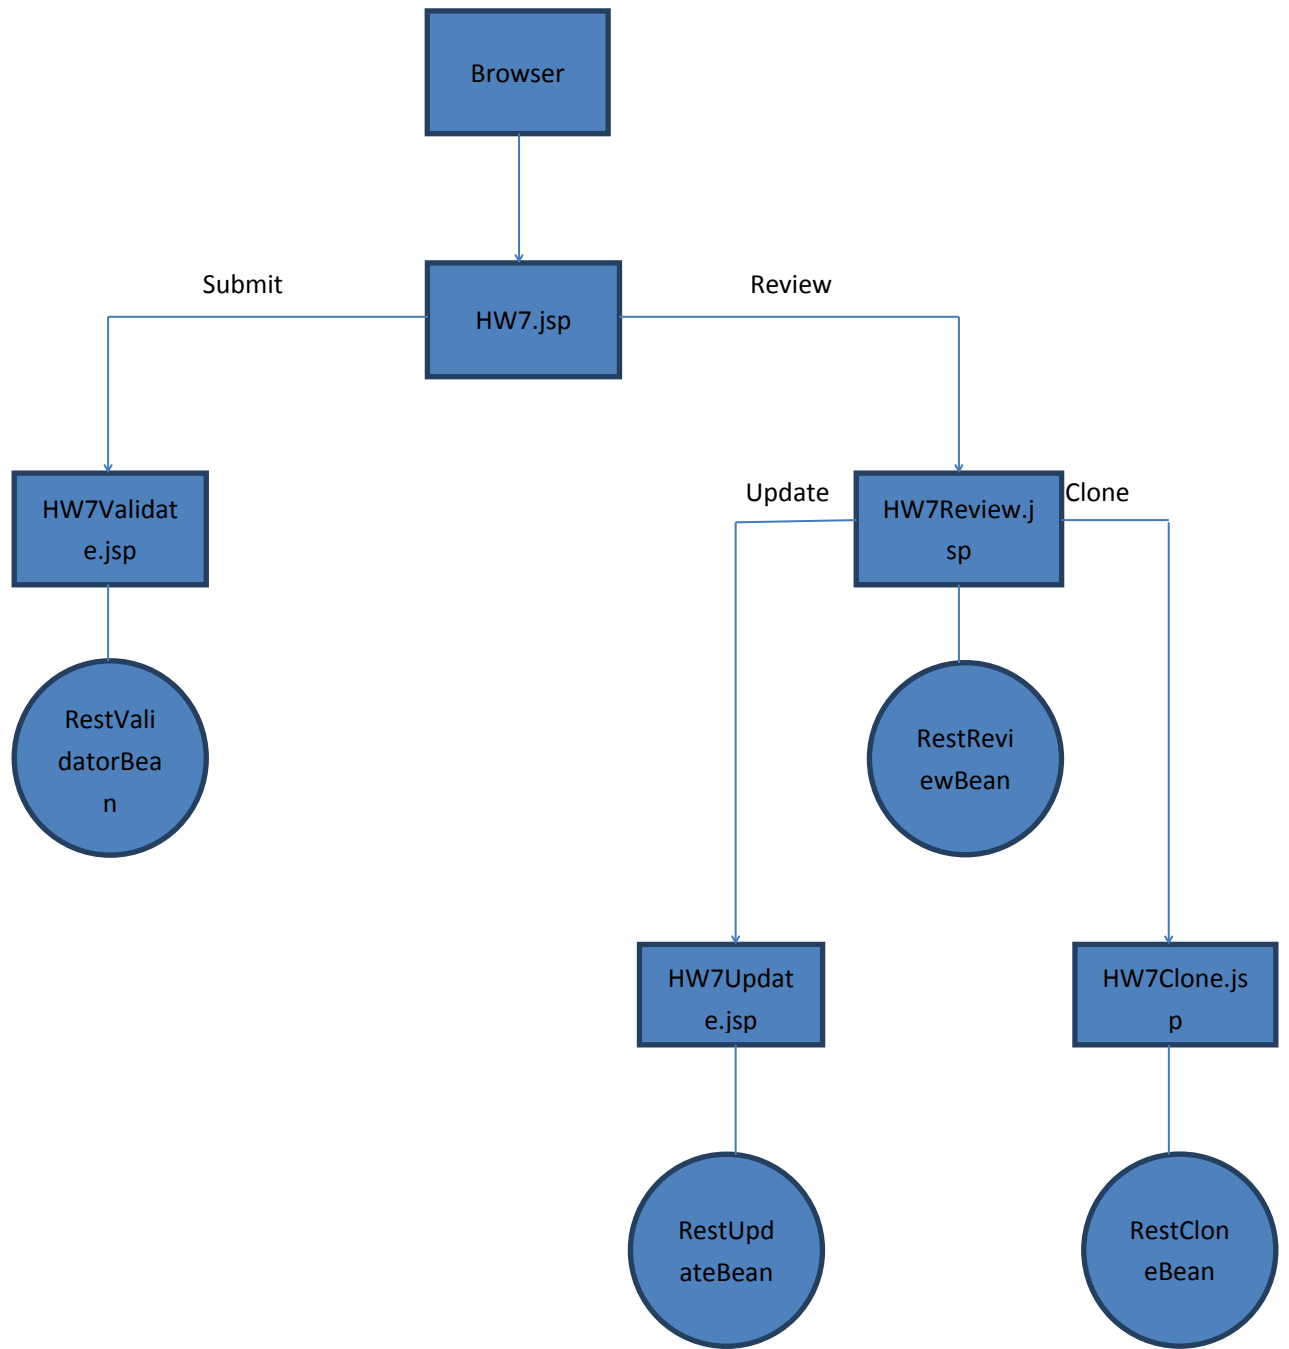 Browser
Submit
Review
HW7.jsp
Update
Clone
HW7Validat
e.jsp
HW7Review.j
sp
RestVali
datorBea
n
RestRevi
ewBean
HW7Updat
e.jsp
HW7Clone.js
p
RestUpd
ateBean
RestClon
eBean